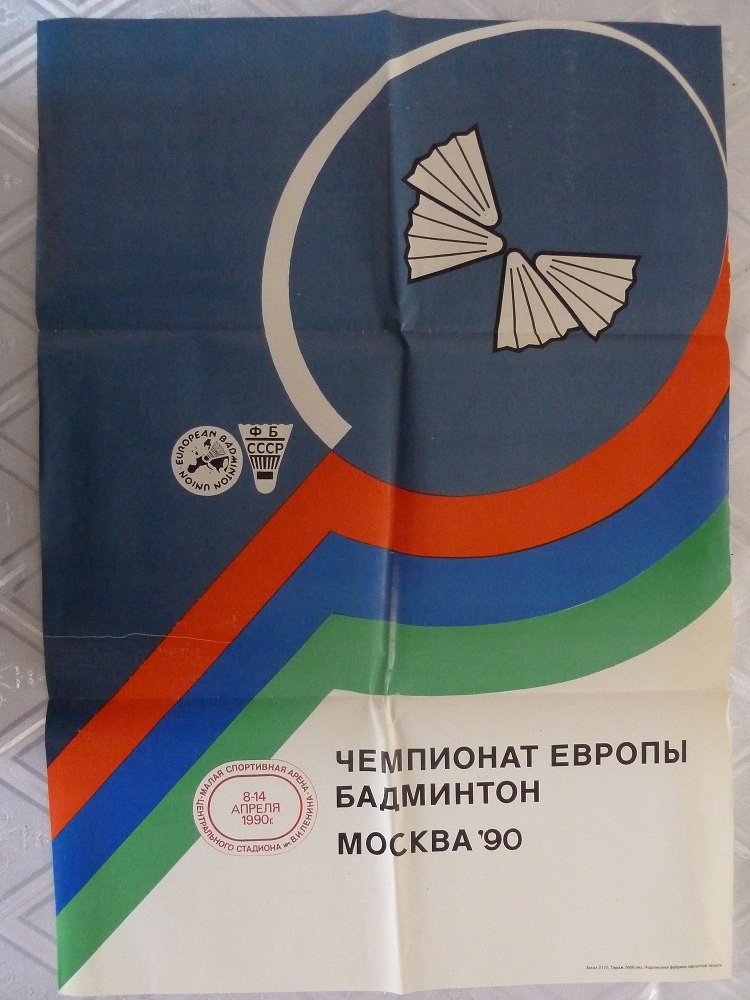 EUROPEAN BADMINTON UNION
Ф Б
СССР
ЧЕМПИОНАТ ЕВРОПЫ
БАДМИНТОН
МОСКВА '90
МАЛАЯ СПОРТИВНАЯ АРЕНА
ЦЕНТРАЛЬНОГО СТАДИОНА им. В.И.ЛЕНИНА
8-14
АПРЕЛЯ
1990г.